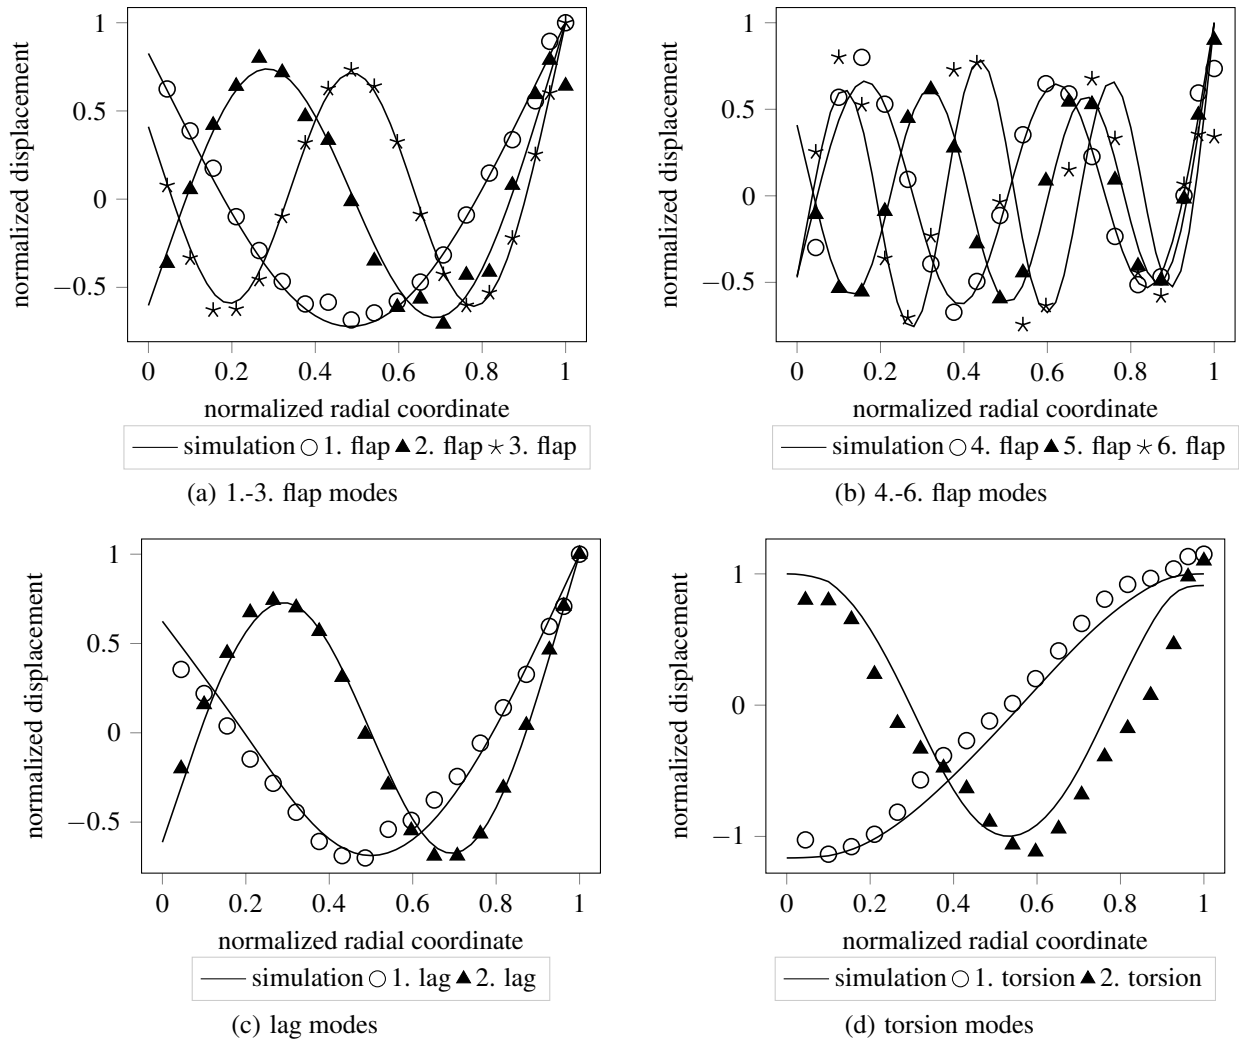 1
0.5
0
−0.5
normalized displacement
0 0.2 0.4 0.6 0.8 1
normalized radial coordinate
simulation 1. flap 2. flap 3. flap
(a) 1.-3. flap modes
1
0.5
0
−0.5
normalized displacement
0 0.2 0.4 0.6 0.8 1
normalized radial coordinate
simulation 4. flap 5. flap 6. flap
(b) 4.-6. flap modes
1
0.5
0
−0.5
normalized displacement
0 0.2 0.4 0.6 0.8 1
normalized radial coordinate
simulation 1. lag 2. lag
(c) lag modes
1
0
−1
normalized displacement
0 0.2 0.4 0.6 0.8 1
normalized radial coordinate
simulation 1. torsion 2. torsion
(d) torsion modes